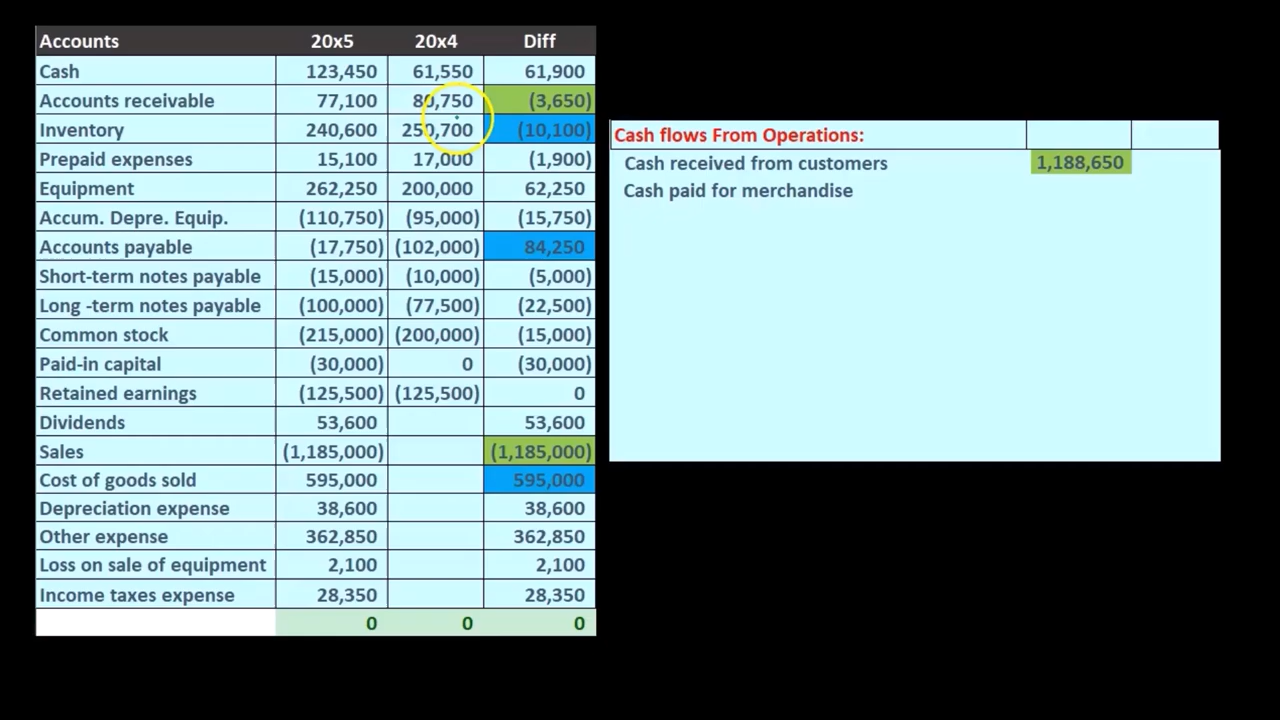 Accounts 20x5 20x4 Diff
Cash 123,450 61,550 61,900
Accounts receivable 77,100 80,750 (3,650)
Inventory 240,600 250,700 (10,100)
Prepaid expenses 15,100 17,000 (1,900)
Equipment 262,250 200,000 62,250
Accum. Depre. Equip. (110,750) (95,000) (15,750)
Accounts payable (17,750) (102,000) 84,250
Short-term notes payable (15,000) (10,000) (5,000)
Long -term notes payable (100,000) (77,500) (22,500)
Common stock (215,000) (200,000) (15,000)
Paid-in capital (30,000) 0 (30,000)
Retained earnings (125,500) (125,500) 0
Dividends 53,600 53,600
Sales (1,185,000) (1,185,000)
Cost of goods sold 595,000 595,000
Depreciation expense 38,600 38,600
Other expense 362,850 362,850
Loss on sale of equipment 2,100 2,100
Income taxes expense 28,350 28,350
0 0 0
Cash flows From Operations:
Cash received from customers 1,188,650
Cash paid for merchandise